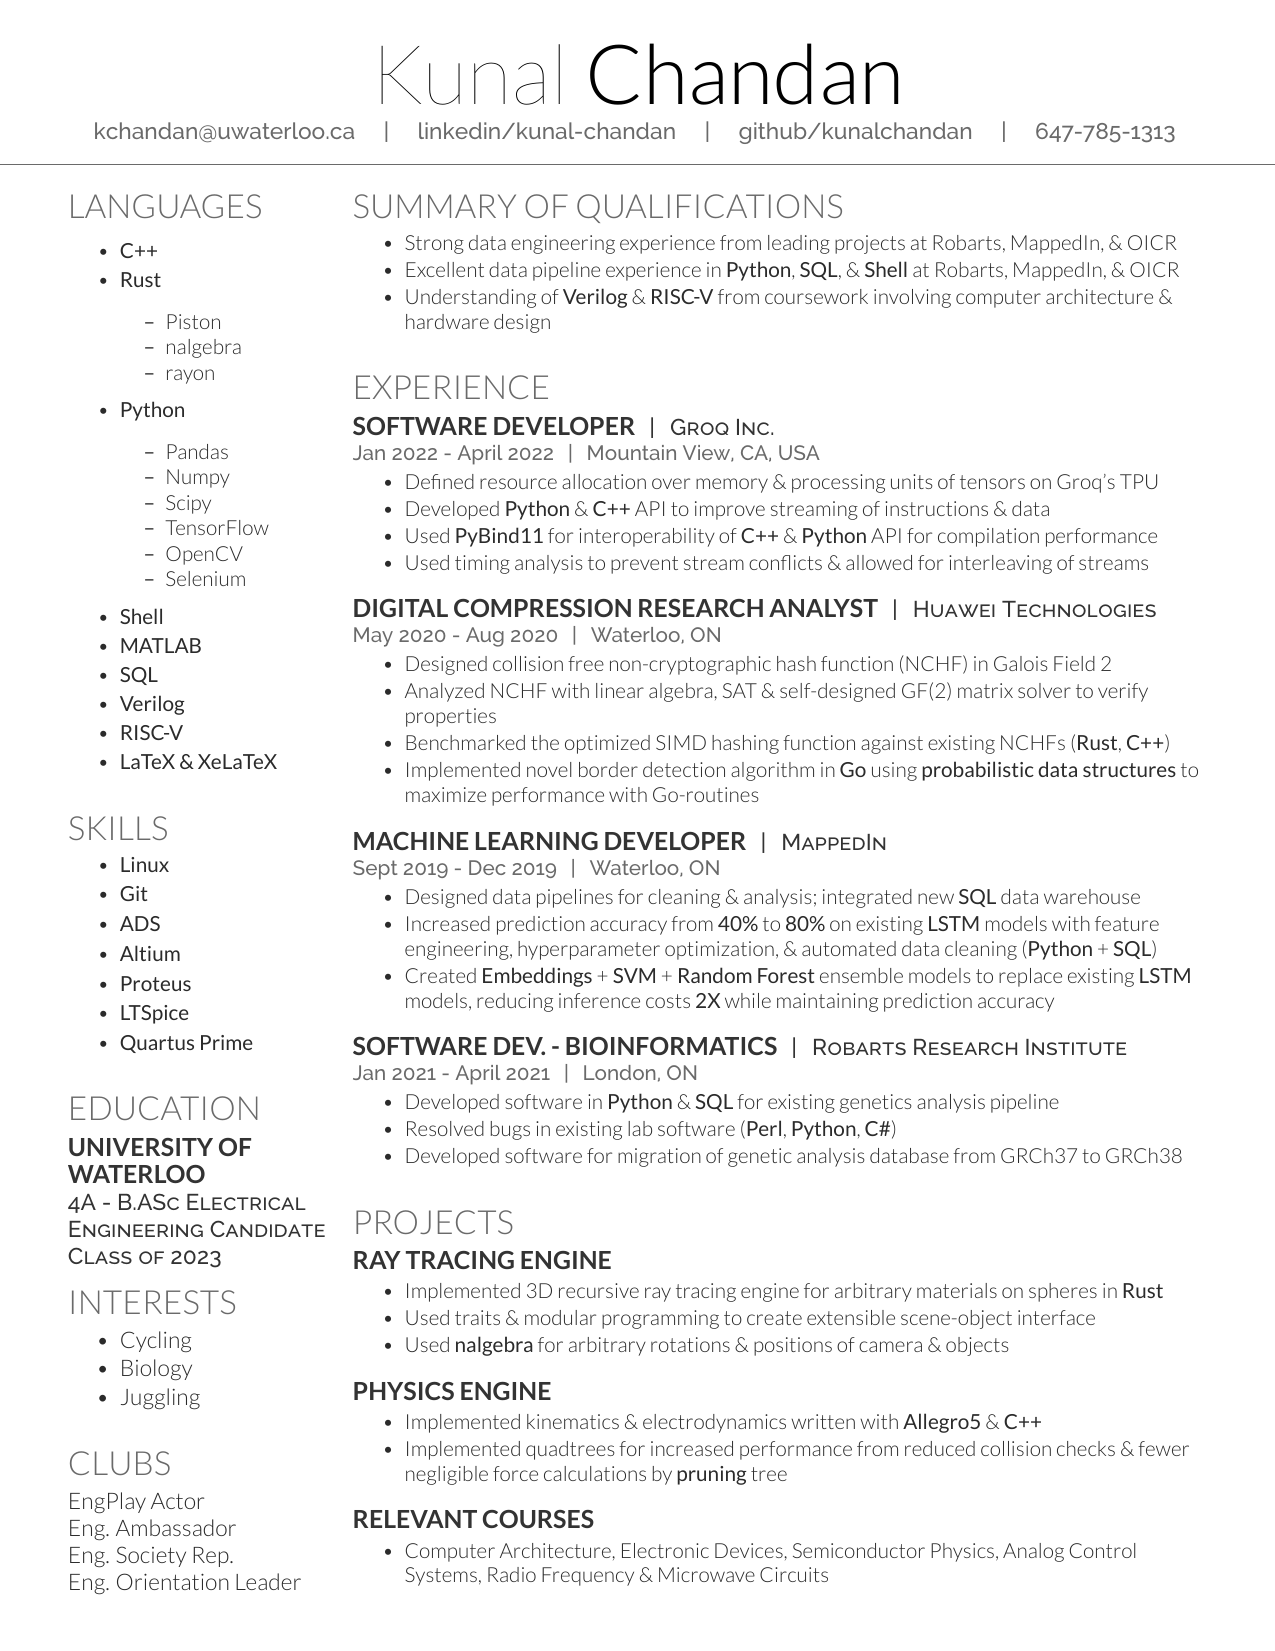 Kunal Chandan
kchandan@uwaterloo.ca | linkedin/kunal-chandan | github/kunalchandan | 647-785-1313
LANGUAGES
• C++
• Rust
– Piston
– nalgebra
– rayon
• Python
– Pandas
– Numpy
– Scipy
– TensorFlow
– OpenCV
– Selenium
• Shell
• MATLAB
• SQL
• Verilog
• RISC-V
• LaTeX & XeLaTeX
SKILLS
• Linux
• Git
• ADS
• Altium
• Proteus
• LTSpice
• Quartus Prime
EDUCATION
UNIVERSITY OF
WATERLOO
4A - B.ASc Electrical
Engineering Candidate
Class of 2023
INTERESTS
• Cycling
• Biology
• Juggling
CLUBS
EngPlay Actor
Eng. Ambassador
Eng. Society Rep.
Eng. Orientation Leader
SUMMARY OF QUALIFICATIONS
• Strong data engineering experience from leading projects at Robarts, MappedIn, & OICR
• Excellent data pipeline experience in Python, SQL, & Shell at Robarts, MappedIn, & OICR
• Understanding of Verilog & RISC-V from coursework involving computer architecture &
hardware design
EXPERIENCE
SOFTWARE DEVELOPER | Groq Inc.
Jan 2022 - April 2022 | Mountain View, CA, USA
• Defined resource allocation over memory & processing units of tensors on Groq's TPU
• Developed Python & C++ API to improve streaming of instructions & data
• Used PyBind11 for interoperability of C++ & Python API for compilation performance
• Used timing analysis to prevent stream conflicts & allowed for interleaving of streams
DIGITAL COMPRESSION RESEARCH ANALYST | Huawei Technologies
May 2020 - Aug 2020 | Waterloo, ON
• Designed collision free non-cryptographic hash function (NCHF) in Galois Field 2
• Analyzed NCHF with linear algebra, SAT & self-designed GF(2) matrix solver to verify
properties
• Benchmarked the optimized SIMD hashing function against existing NCHFs (Rust, C++)
• Implemented novel border detection algorithm in Go using probabilistic data structures to
maximize performance with Go-routines
MACHINE LEARNING DEVELOPER | MappedIn
Sept 2019 - Dec 2019 | Waterloo, ON
• Designed data pipelines for cleaning & analysis; integrated new SQL data warehouse
• Increased prediction accuracy from 40% to 80% on existing LSTM models with feature
engineering, hyperparameter optimization, & automated data cleaning (Python + SQL)
• Created Embeddings + SVM + Random Forest ensemble models to replace existing LSTM
models, reducing inference costs 2X while maintaining prediction accuracy
SOFTWARE DEV. - BIOINFORMATICS | Robarts Research Institute
Jan 2021 - April 2021 | London, ON
• Developed software in Python & SQL for existing genetics analysis pipeline
• Resolved bugs in existing lab software (Perl, Python, C#)
• Developed software for migration of genetic analysis database from GRCh37 to GRCh38
PROJECTS
RAY TRACING ENGINE
• Implemented 3D recursive ray tracing engine for arbitrary materials on spheres in Rust
• Used traits & modular programming to create extensible scene-object interface
• Used nalgebra for arbitrary rotations & positions of camera & objects
PHYSICS ENGINE
• Implemented kinematics & electrodynamics written with Allegro5 & C++
• Implemented quadtrees for increased performance from reduced collision checks & fewer
negligible force calculations by pruning tree
RELEVANT COURSES
• Computer Architecture, Electronic Devices, Semiconductor Physics, Analog Control
Systems, Radio Frequency & Microwave Circuits